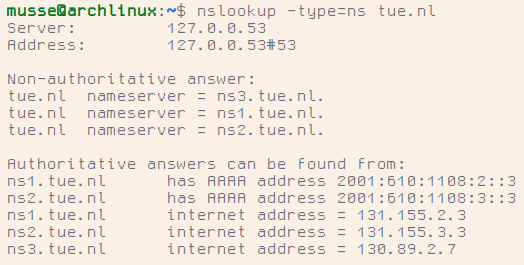 musse@archlinux:~$ nslookup -type=ns tue.nl
Server: 127.0.0.53
Address: 127.0.0.53#53
Non-authoritative answer:
tue.nl nameserver = ns3.tue.nl.
tue.nl nameserver = ns1.tue.nl.
tue.nl nameserver = ns2.tue.nl.
Authoritative answers can be found from:
ns1.tue.nl has AAAA address 2001:610:1108:2::3
ns2.tue.nl has AAAA address 2001:610:1108:3::3
ns1.tue.nl internet address = 131.155.2.3
ns2.tue.nl internet address = 131.155.3.3
ns3.tue.nl internet address = 130.89.2.7